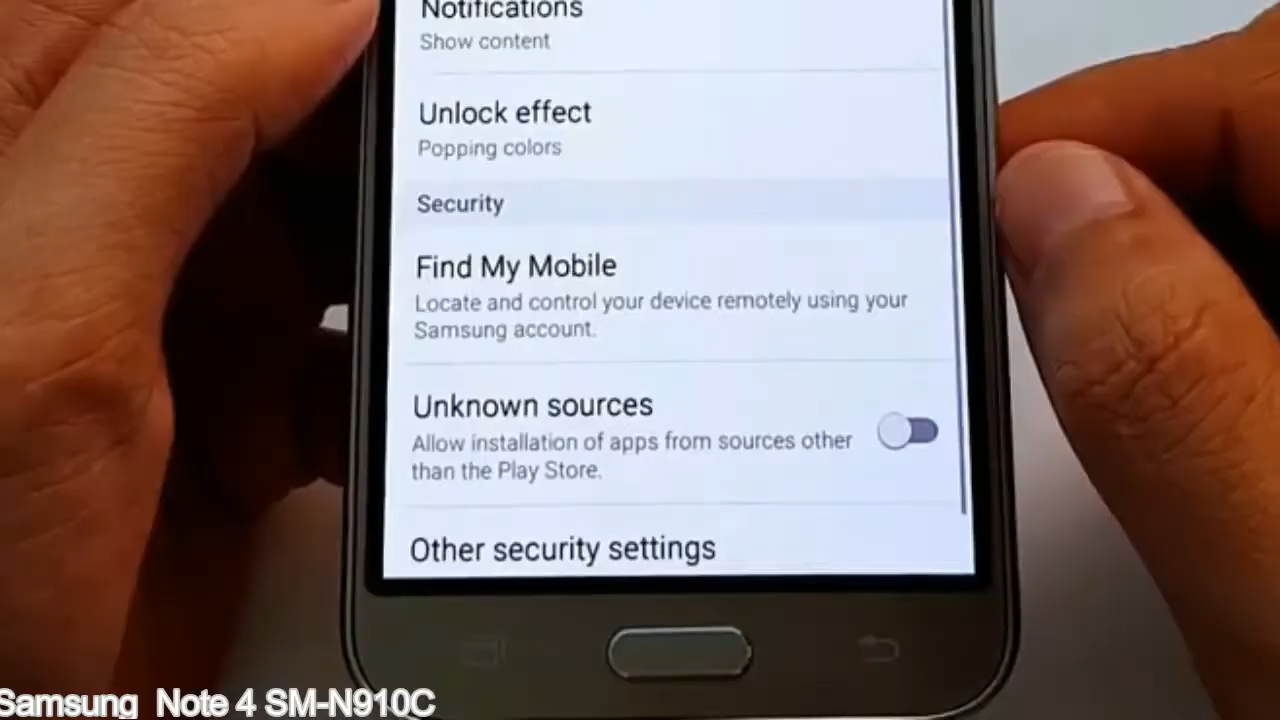 Notifications
Show content
Unlock effect
Popping colors
Security
Find My Mobile
Locate and control your device remotely using your
Samsung account.
Unknown sources
Allow installation of apps from sources other
than the Play Store.
Other security settings
Samsung Note 4 SM-N910C